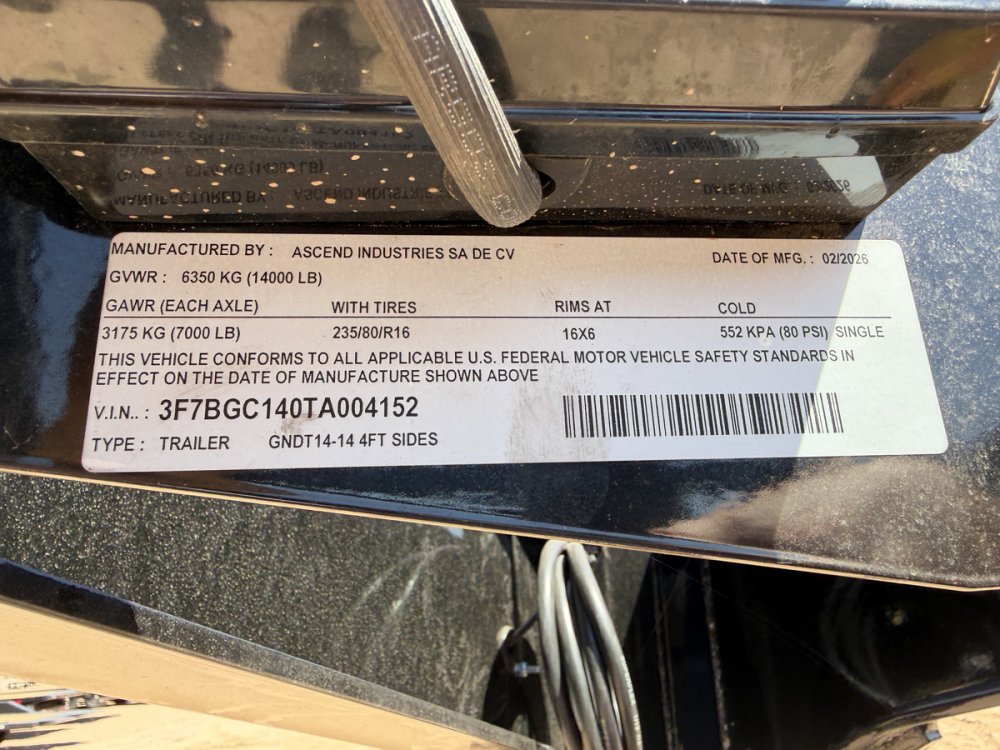 MANUFACTURED BY : ASCEND INDUSTRIES SA DE CV DATE OF MFG. : 02/2026
GVWR : 6350 KG (14000 LB)
GAWR (EACH AXLE) WITH TIRES RIMS AT COLD
3175 KG (7000 LB) 235/80/R16 16X6 552 KPA (80 PSI) SINGLE
THIS VEHICLE CONFORMS TO ALL APPLICABLE U.S. FEDERAL MOTOR VEHICLE SAFETY STANDARDS IN
EFFECT ON THE DATE OF MANUFACTURE SHOWN ABOVE
V.I.N.. : 3F7BGC140TA004152
TYPE : TRAILER GNDT14-14 4FT SIDES